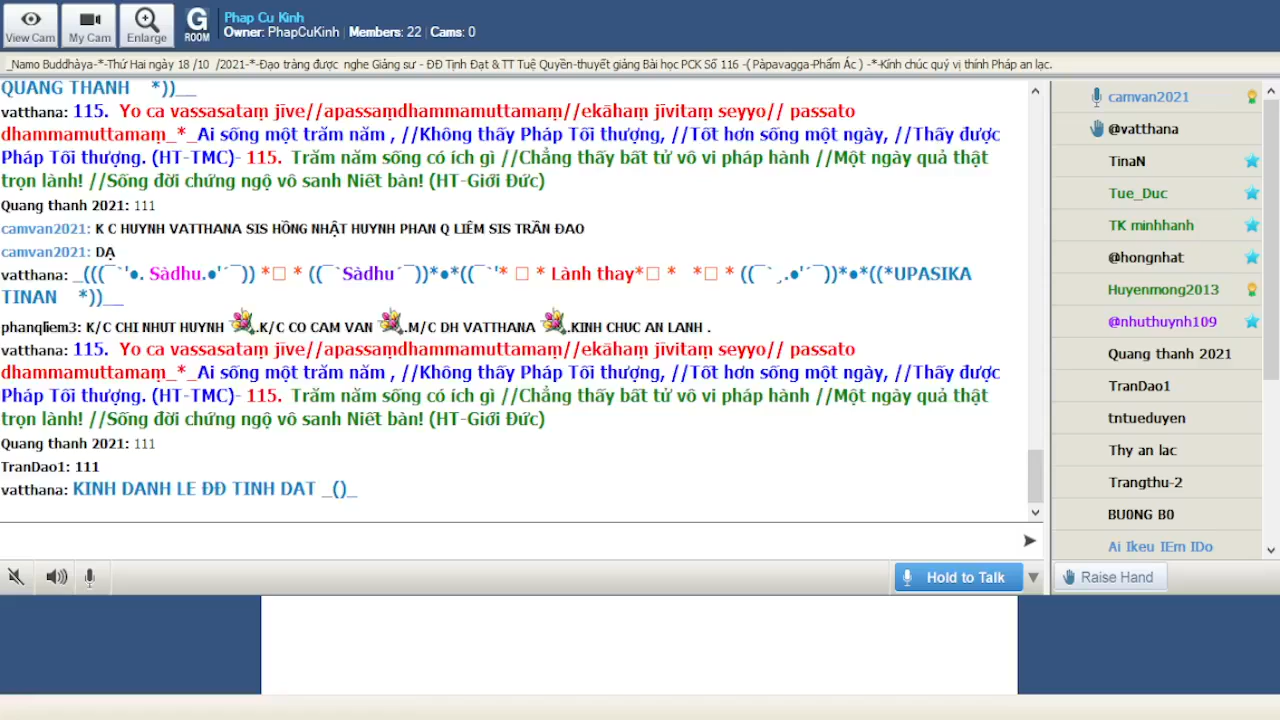 View Cam
My Cam
Enlarge
G
ROOM
Phap Cu Kinh
Owner: PhapCuKinh | Members: 22 | Cams: 0
_Namo Buddhàya-*-Thứ Hai ngày 18 /10 /2021-*-Đạo tràng được nghe Giảng sư - ĐĐ Tịnh Đạt & TT Tuệ Quyền-thuyết giảng Bài học PCK Số 116 -( Pàpavagga-Phẩm Ác ) -*-Kính chúc quý vị thính Pháp an lạc.
QUANG THANH *))__
vatthana: 115. Yo ca vassasataṃ jīve//apassaṃdhammamuttamaṃ//ekāhaṃ jīvitaṃ seyyo// passato
dhammamuttamaṃ_*_Ai sống một trăm năm , //Không thấy Pháp Tối thượng, //Tốt hơn sống một ngày, //Thấy được
Pháp Tối thượng. (HT-TMC)- 115. Trăm năm sống có ích gì //Chẳng thấy bất tử vô vi pháp hành //Một ngày quả thật
trọn lành! //Sống đời chứng ngộ vô sanh Niết bàn! (HT-Giới Đức)
Quang thanh 2021: 111
camvan2021: K C HUYNH VATTHANA SIS HỒNG NHẬT HUYNH PHAN Q LIÊM SIS TRẦN ĐAO
camvan2021: DẠ
vatthana: _(((¯`'●. Sàdhu.●'´¯)) *□ * ((¯`Sàdhu´¯))*●*((¯`'* □ * Lành thay*□ * *□ * ((¯`¸.●'´¯))*●*((*UPASIKA
TINAN *))__
phanqliem3: K/C CHI NHUT HUYNH .K/C CO CAM VAN .M/C DH VATTHANA .KINH CHUC AN LANH .
vatthana: 115. Yo ca vassasataṃ jīve//apassaṃdhammamuttamaṃ//ekāhaṃ jīvitaṃ seyyo// passato
dhammamuttamaṃ_*_Ai sống một trăm năm , //Không thấy Pháp Tối thượng, //Tốt hơn sống một ngày, //Thấy được
Pháp Tối thượng. (HT-TMC)- 115. Trăm năm sống có ích gì //Chẳng thấy bất tử vô vi pháp hành //Một ngày quả thật
trọn lành! //Sống đời chứng ngộ vô sanh Niết bàn! (HT-Giới Đức)
Quang thanh 2021: 111
TranDao1: 111
vatthana: KINH DANH LE ĐĐ TINH DAT _()_
Hold to Talk
camvan2021
@vatthana
TinaN
Tue_Duc
TK minhhanh
@hongnhat
Huyenmong2013
@nhuthuynh109
Quang thanh 2021
TranDao1
tntueduyen
Thy an lac
Trangthu-2
BU0NG B0
Ai Ikeu IEm IDo
Raise Hand